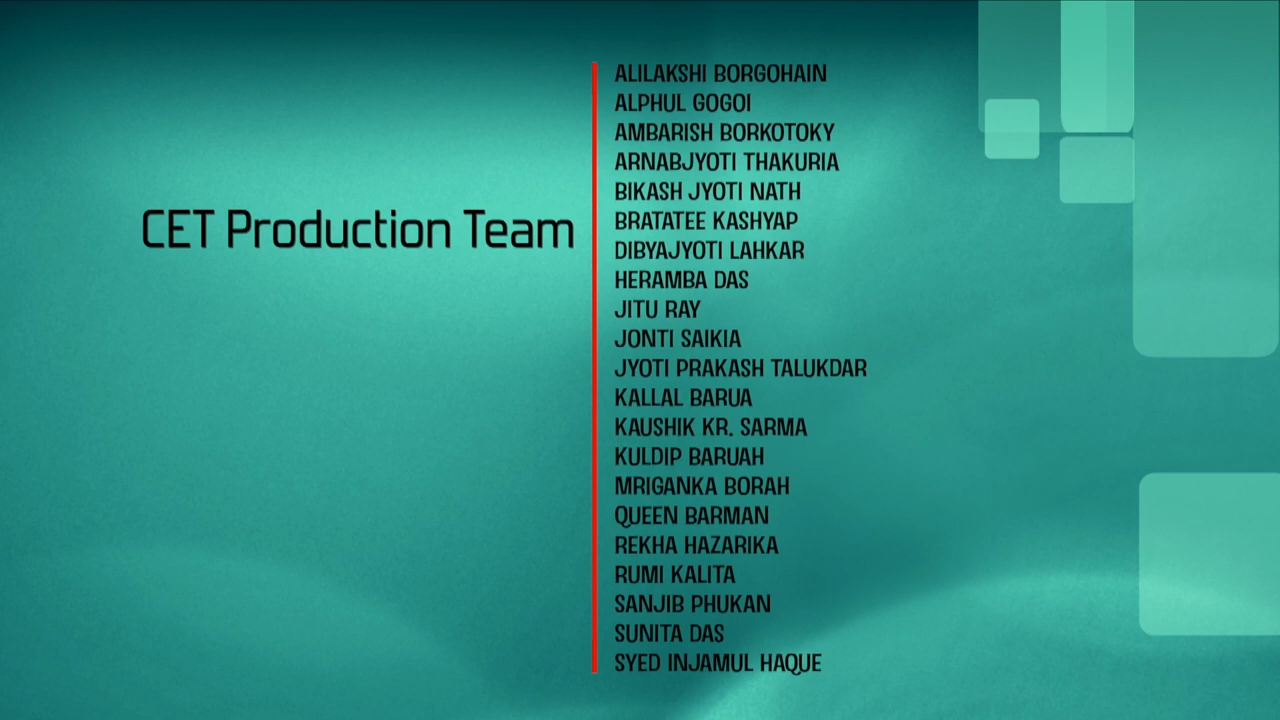 CET Production Team
ALILAKSHI BORGOHAIN
ALPHUL GOGOI
AMBARISH BORKOTOKY
ARNABJYOTI THAKURIA
BIKASH JYOTI NATH
BRATATEE KASHYAP
DIBYAJYOTI LAHKAR
HERAMBA DAS
JITU RAY
JONTI SAIKIA
JYOTI PRAKASH TALUKDAR
KALLAL BARUA
KAUSHIK KR. SARMA
KULDIP BARUAH
MRIGANKA BORAH
QUEEN BARMAN
REKHA HAZARIKA
RUMI KALITA
SANJIB PHUKAN
SUNITA DAS
SYED INJAMUL HAQUE